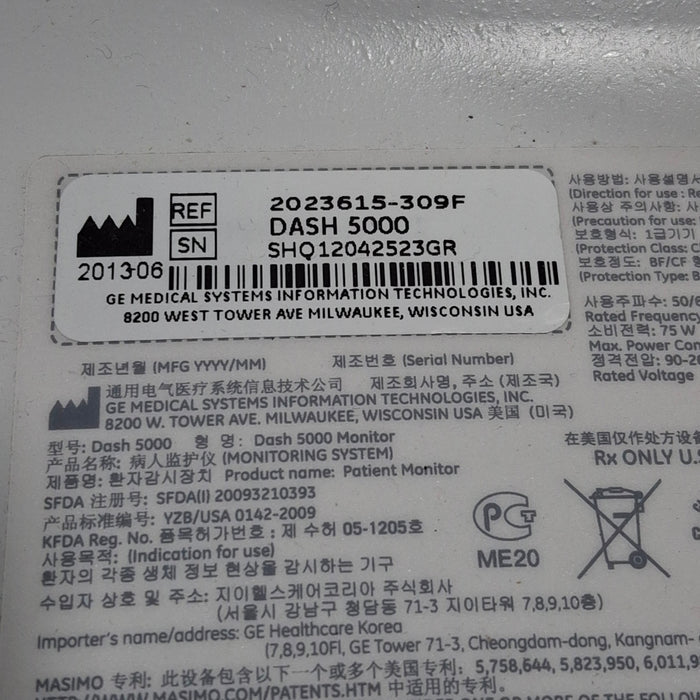 REF 2023615-309F
DASH 5000
SN SHQ12042523GR
2013-06
GE MEDICAL SYSTEMS INFORMATION TECHNOLOGIES, INC.
8200 WEST TOWER AVE MILWAUKEE, WISCONSIN USA
사용방법: 사용설명서
(Direction for use : Re
사용상 주의사항: 사
(Precaution for use:
보호형식: 1급기기
(Protection Class: C
보호정도: BF/CF 형
(Protection Type: B
사용주파수: 50/6
Rated Frequency
소비전력: 75 W
Max. Power Con
정격전압: 90-26
Rated Voltage
제조년월 (MFG YYYY/MM) 제조번호 (Serial Number)
通用电气医疗系统信息技术公司 제조회사명, 주소 (제조국)
GE MEDICAL SYSTEMS INFORMATION TECHNOLOGIES, INC.
8200 W. TOWER AVE. MILWAUKEE, WISCONSIN USA 美国 (미국)
型号: Dash 5000 형 명: Dash 5000 Monitor
产品名称: 病人监护仪 (MONITORING SYSTEM)
제품명: 환자감시장치 Product name: Patient Monitor
SFDA 注册号: SFDA(I) 20093210393
产品标准编号: YZB/USA 0142-2009
KFDA Reg. No. 품목허가번호 : 제 수허 05-1205호
사용목적: (Indication for use)
환자의 각종 생체 정보 현상을 감시하는 기구
在美国仅作处方设备
Rx ONLY U.S
PG
ME20
수입자 상호 및 주소: 지이헬스케어코리아 주식회사
(서울시 강남구 청담동 71-3 지이타워 7,8,9,10층)
Importer's name/address: GE Healthcare Korea
(7,8,9,10Fl, GE Tower 71-3, Cheongdam-dong, Kangnam-
MASIMO 专利: 此设备包含以下一个或多个美国专利: 5,758,644, 5,823,950, 6,011,9
HTTP://WWW.MASIMO.COM/PATENTS.HTM 中适用的专利.